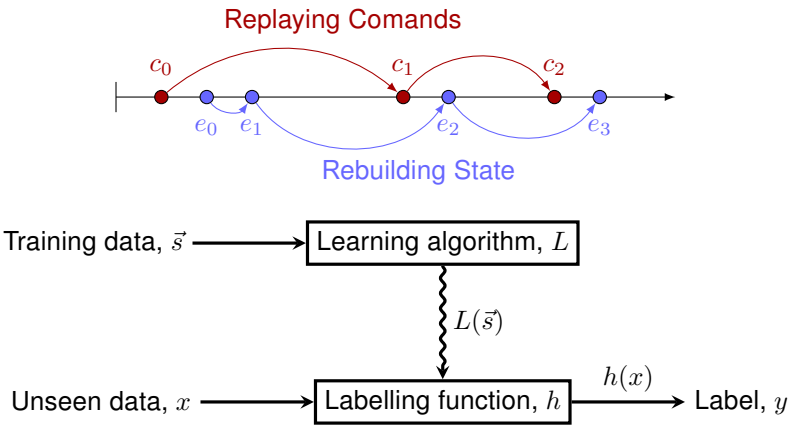 Replaying Comands
c₀ c₁ c₂
e₀ e₁ e₂ e₃
Rebuilding State
Training data, s⃗ Learning algorithm, L
L(s⃗)
h(x)
Unseen data, x Labelling function, h Label, y